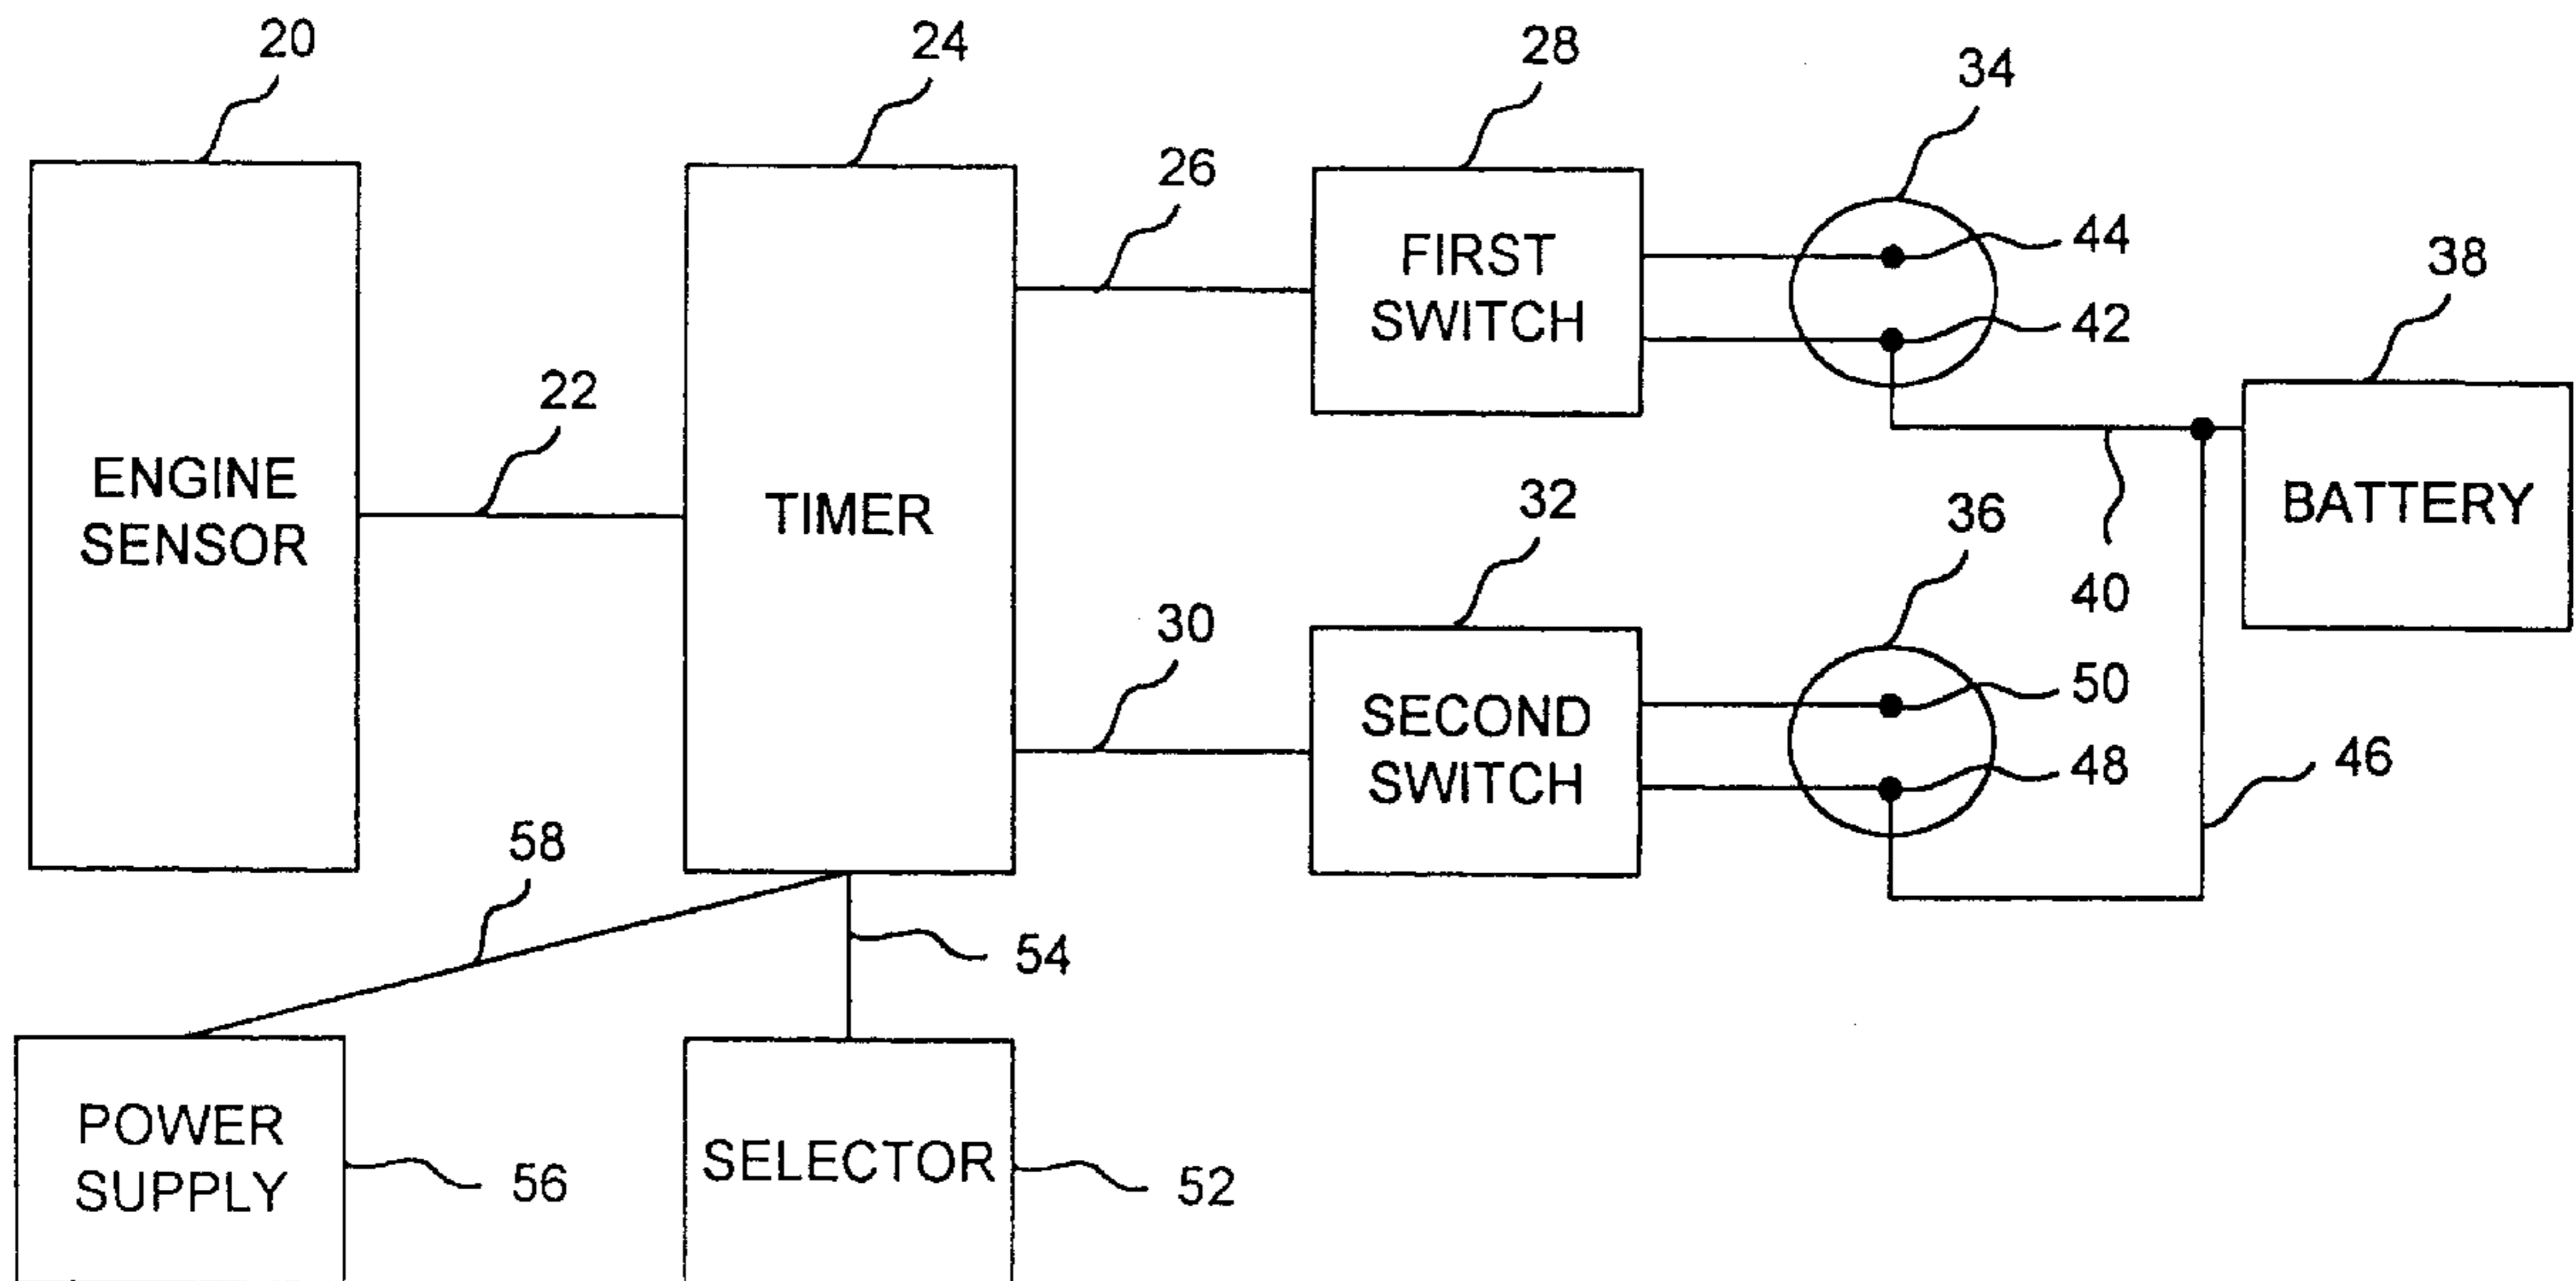 20
24
28
34
26
44
FIRST
SWITCH
42
38
22
ENGINE
SENSOR
TIMER
32
36
40
BATTERY
30
50
SECOND
SWITCH
48
46
58
54
POWER
SUPPLY
56
SELECTOR
52